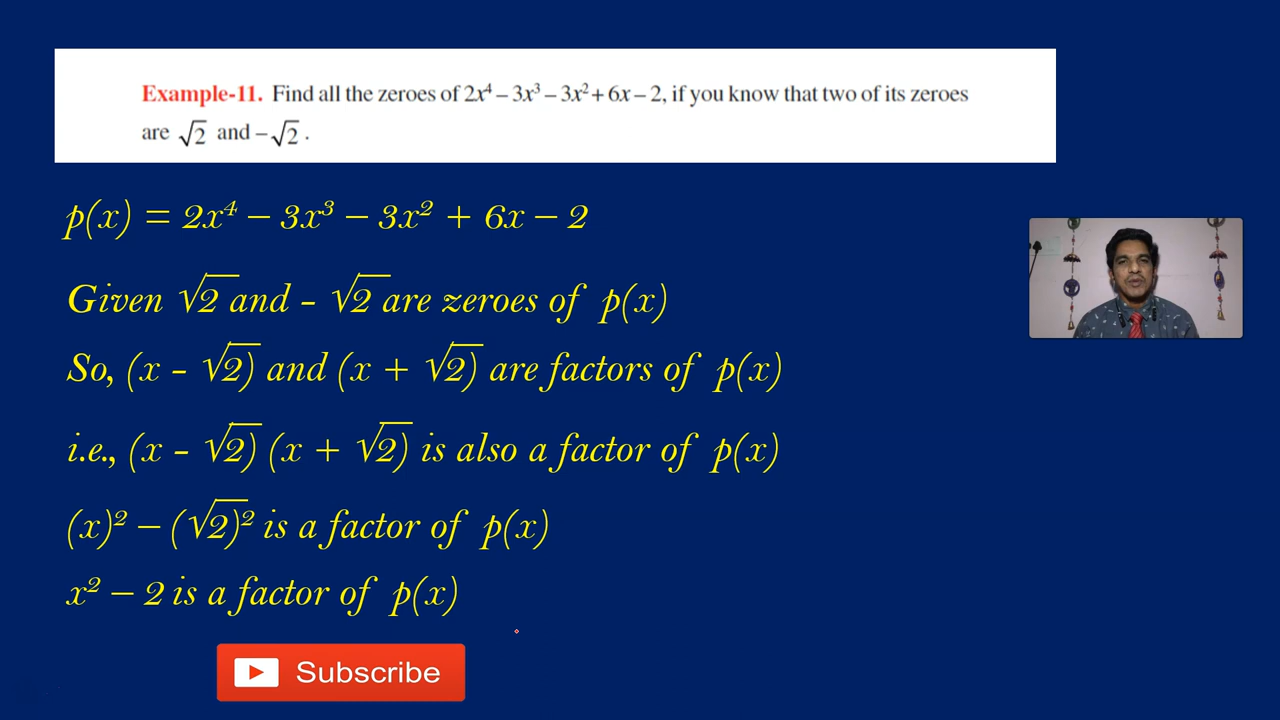 Example-11. Find all the zeroes of 2x⁴ – 3x³ – 3x² + 6x – 2, if you know that two of its zeroes
are √2 and –√2 .
p(x) = 2x⁴ – 3x³ – 3x² + 6x – 2
Given √2 and - √2 are zeroes of p(x)
So, (x - √2) and (x + √2) are factors of p(x)
i.e., (x - √2) (x + √2) is also a factor of p(x)
(x)² – (√2)² is a factor of p(x)
x² – 2 is a factor of p(x)
Subscribe